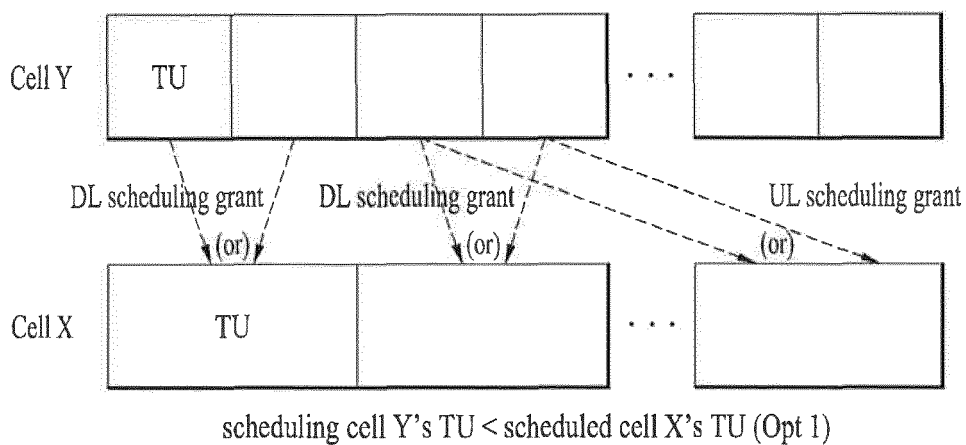 Cell Y
TU
. . .
DL scheduling grant
DL scheduling grant
UL scheduling grant
(or)
(or)
(or)
Cell X
TU
. . .
scheduling cell Y's TU < scheduled cell X's TU (Opt 1)